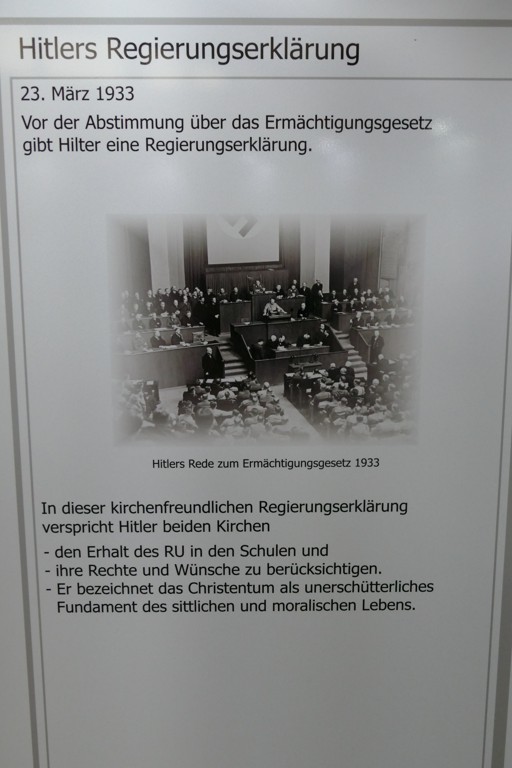 Hitlers Regierungserklärung
23. März 1933
Vor der Abstimmung über das Ermächtigungsgesetz
gibt Hilter eine Regierungserklärung.
Hitlers Rede zum Ermächtigungsgesetz 1933
In dieser kirchenfreundlichen Regierungserklärung
verspricht Hitler beiden Kirchen
- den Erhalt des RU in den Schulen und
- ihre Rechte und Wünsche zu berücksichtigen.
- Er bezeichnet das Christentum als unerschütterliches
Fundament des sittlichen und moralischen Lebens.